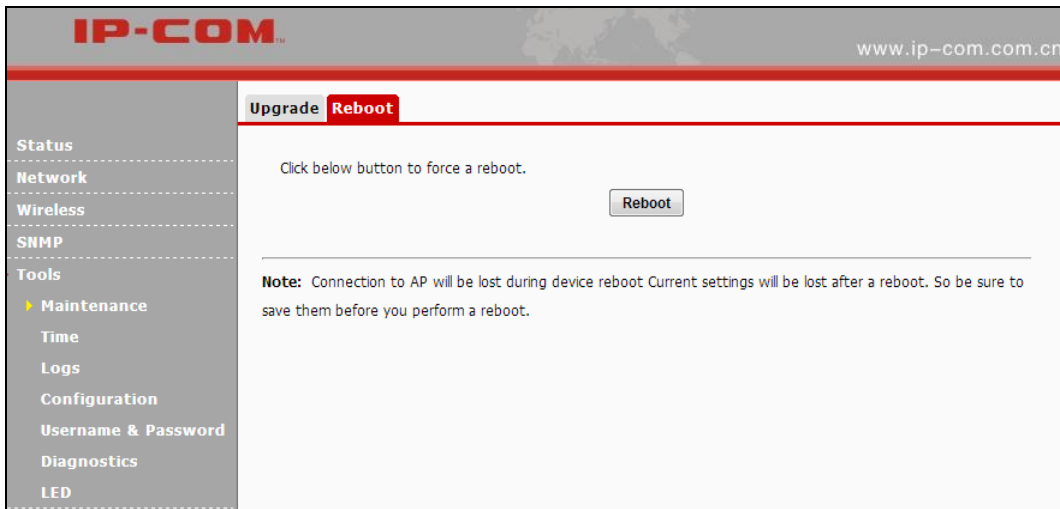 IP-COM™
www.ip-com.com.cn
Upgrade Reboot
Status
Network
Wireless
SNMP
Tools
Maintenance
Time
Logs
Configuration
Username & Password
Diagnostics
LED
Click below button to force a reboot.
Reboot
Note: Connection to AP will be lost during device reboot Current settings will be lost after a reboot. So be sure to
save them before you perform a reboot.